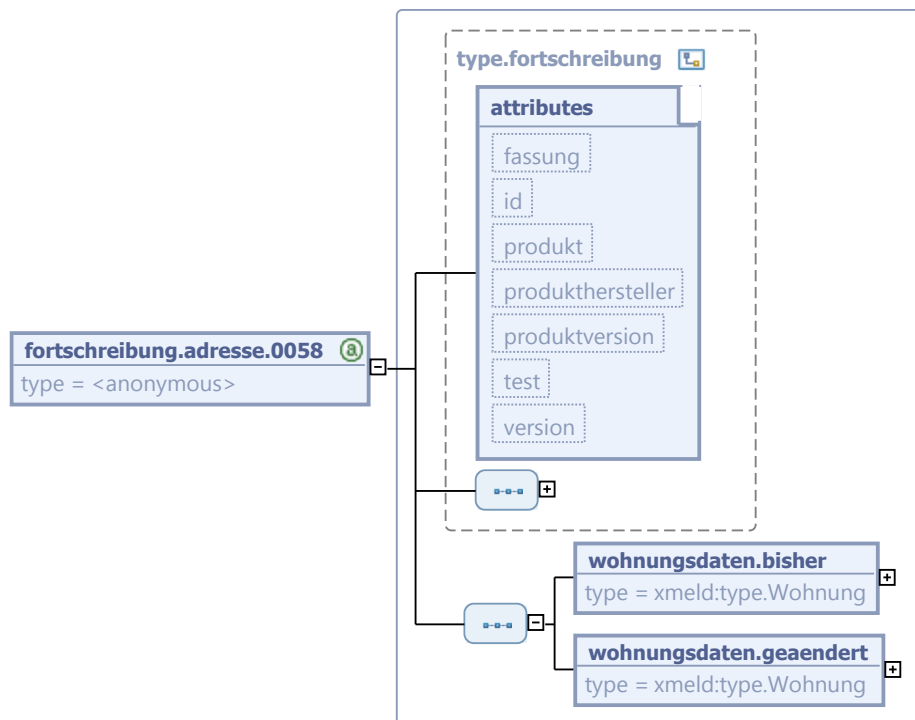 type.fortschreibung
attributes
fassung
id
produkt
produkthersteller
produktversion
test
version
fortschreibung.adresse.0058
type = <anonymous>
wohnungsdaten.bisher
type = xmeld:type.Wohnung
wohnungsdaten.geaendert
type = xmeld:type.Wohnung